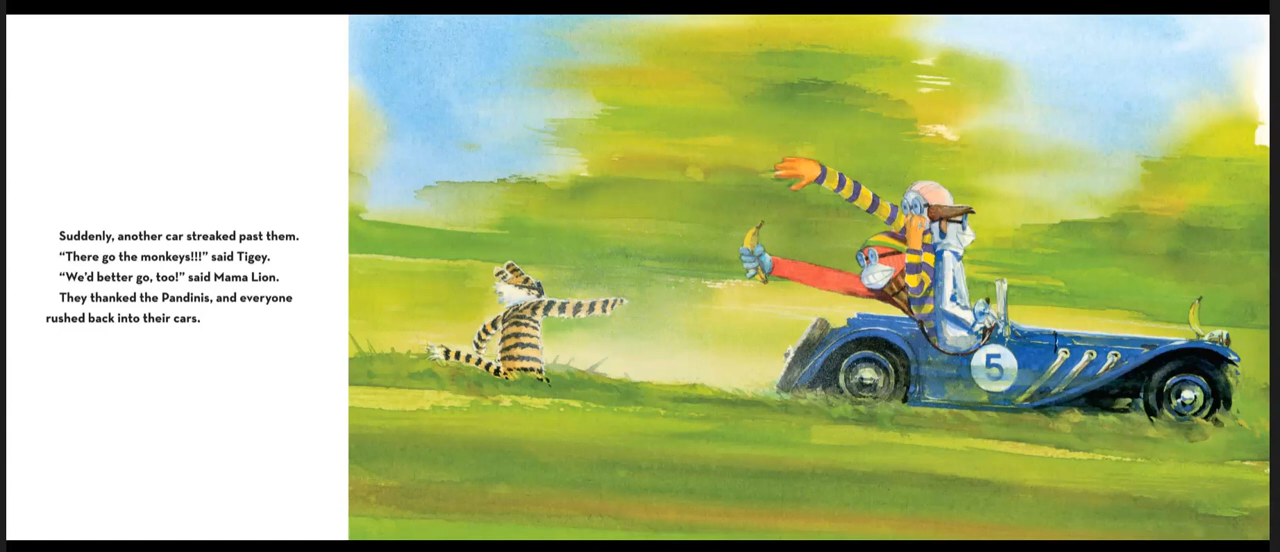 Suddenly, another car streaked past them.
“There go the monkeys!!!” said Tigey.
“We’d better go, too!” said Mama Lion.
They thanked the Pandinis, and everyone
rushed back into their cars.
5